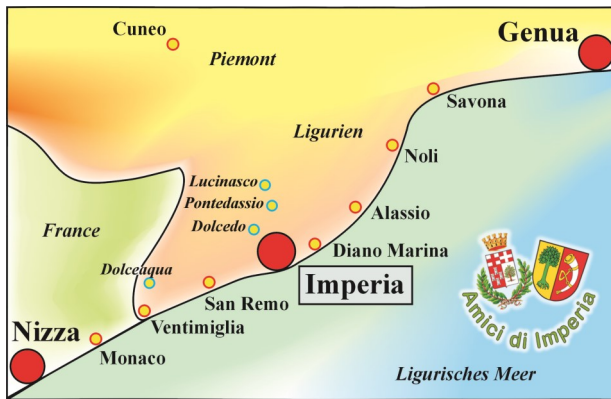 Cuneo
Genua
Piemont
Savona
Ligurien
Noli
Lucinasco
Pontedassio
Alassio
Dolcedo
France
Diano Marina
Dolceaqua
Imperia
San Remo
Ventimiglia
Nizza
Monaco
Amici di Imperia
Ligurisches Meer